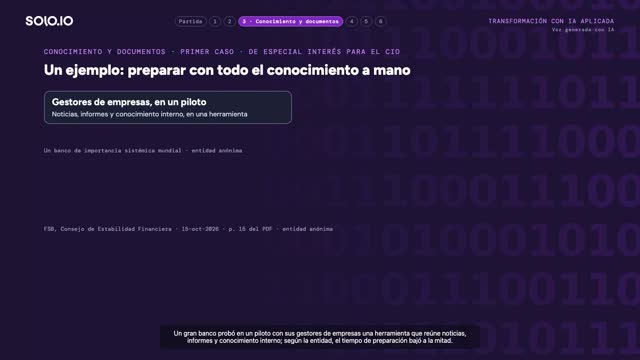 SOLO.IO
Partida 1 2 3 · Conocimiento y documentos 4 5 6
TRANSFORMACIÓN CON IA APLICADA
Voz generada con IA
CONOCIMIENTO Y DOCUMENTOS · PRIMER CASO · DE ESPECIAL INTERÉS PARA EL CIO
Un ejemplo: preparar con todo el conocimiento a mano
Gestores de empresas, en un piloto
Noticias, informes y conocimiento interno, en una herramienta
Un banco de importancia sistémica mundial · entidad anónima
FSB, Consejo de Estabilidad Financiera · 15-oct-2026 · p. 15 del PDF · entidad anónima
Un gran banco probó en un piloto con sus gestores de empresas una herramienta que reúne noticias,
informes y conocimiento interno; según la entidad, el tiempo de preparación bajó a la mitad.